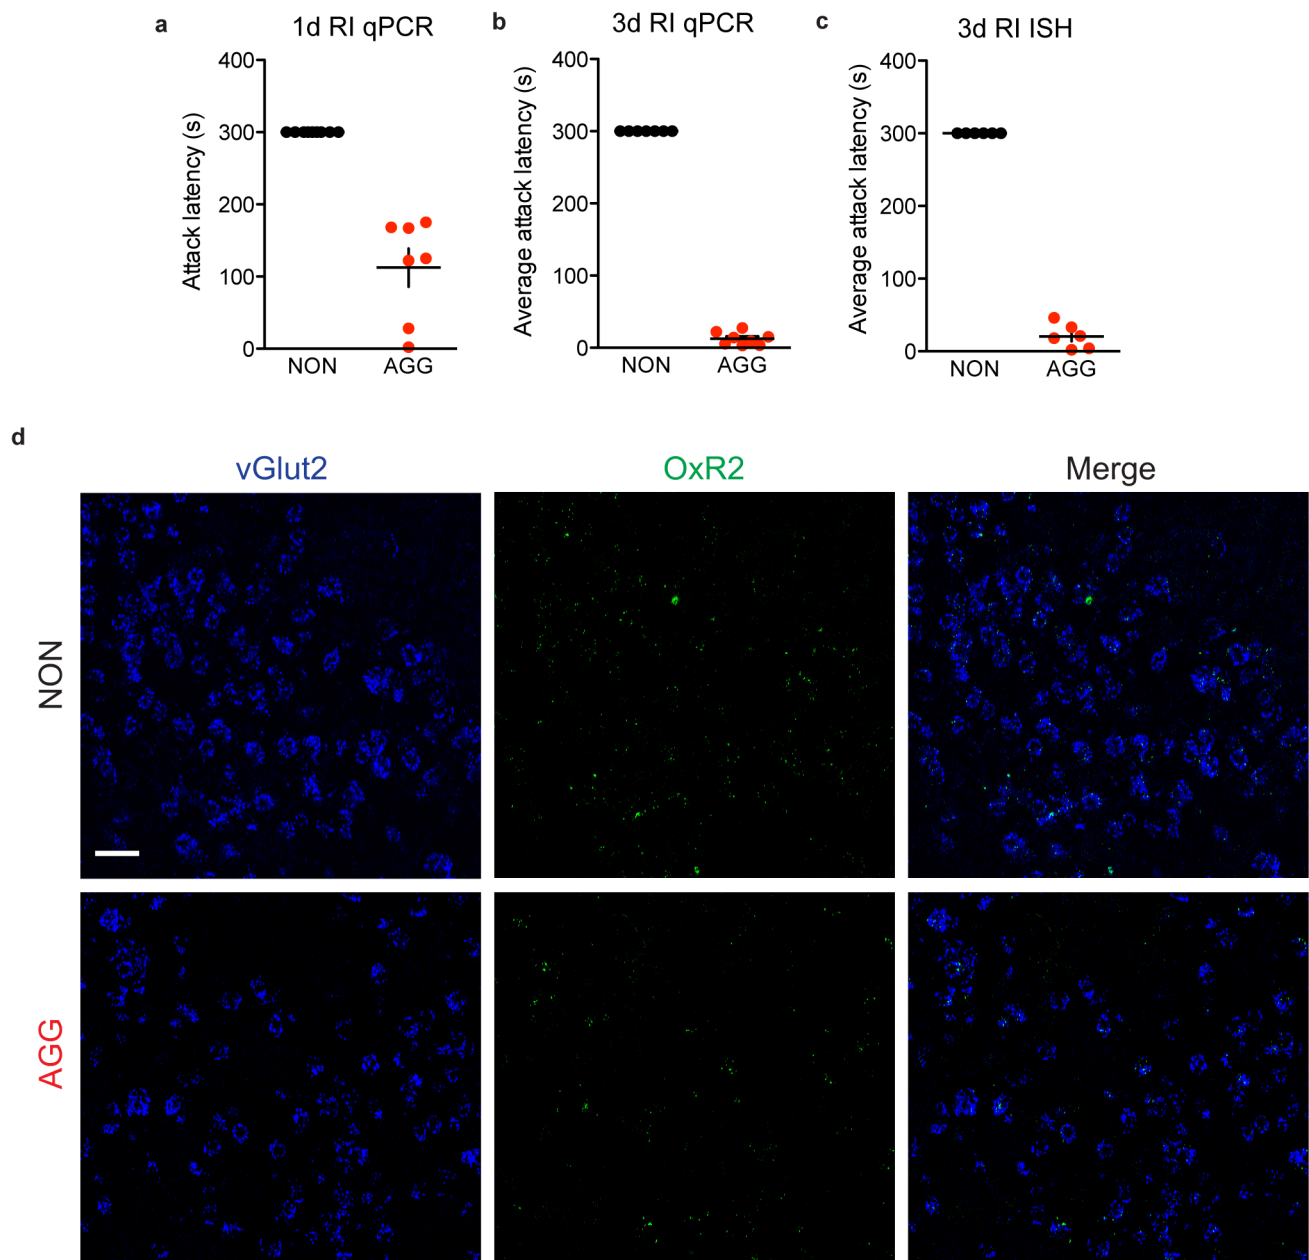 a
1d RI qPCR
Attack latency (s)
400
300
200
100
0
NON
AGG
b
3d RI qPCR
Average attack latency (s)
400
300
200
100
0
NON
AGG
c
3d RI ISH
Average attack latency (s)
400
300
200
100
0
NON
AGG
d
vGlut2
OxR2
Merge
NON
AGG